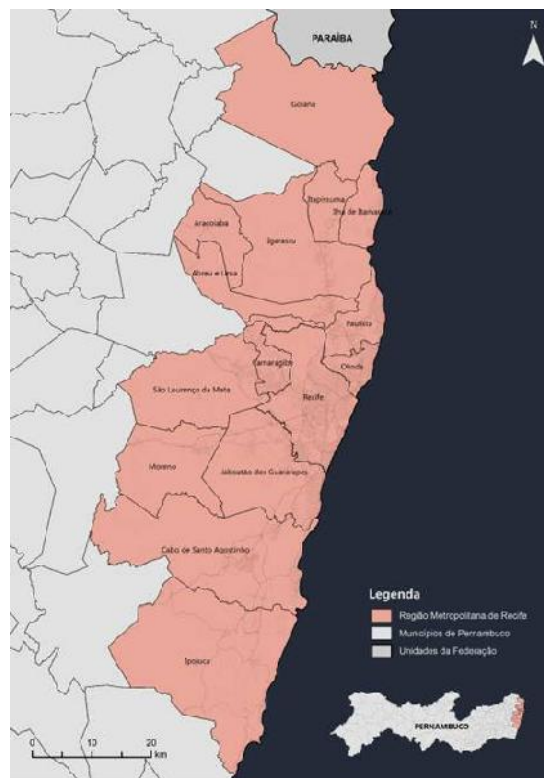 PARAÍBA
N
Goiana
Itapissuma
Ilha de Itamaracá
Aracoiaba
Igarassu
Abreu e Lima
Paulista
Camaragibe
Olinda
São Lourenço da Mata
Recife
Moreno
Jaboatão dos Guararapes
Cabo de Santo Agostinho
Ipojuca
Legenda
Região Metropolitana de Recife
Municípios de Pernambuco
Unidades da Federação
PERNAMBUCO
0 10 20
km